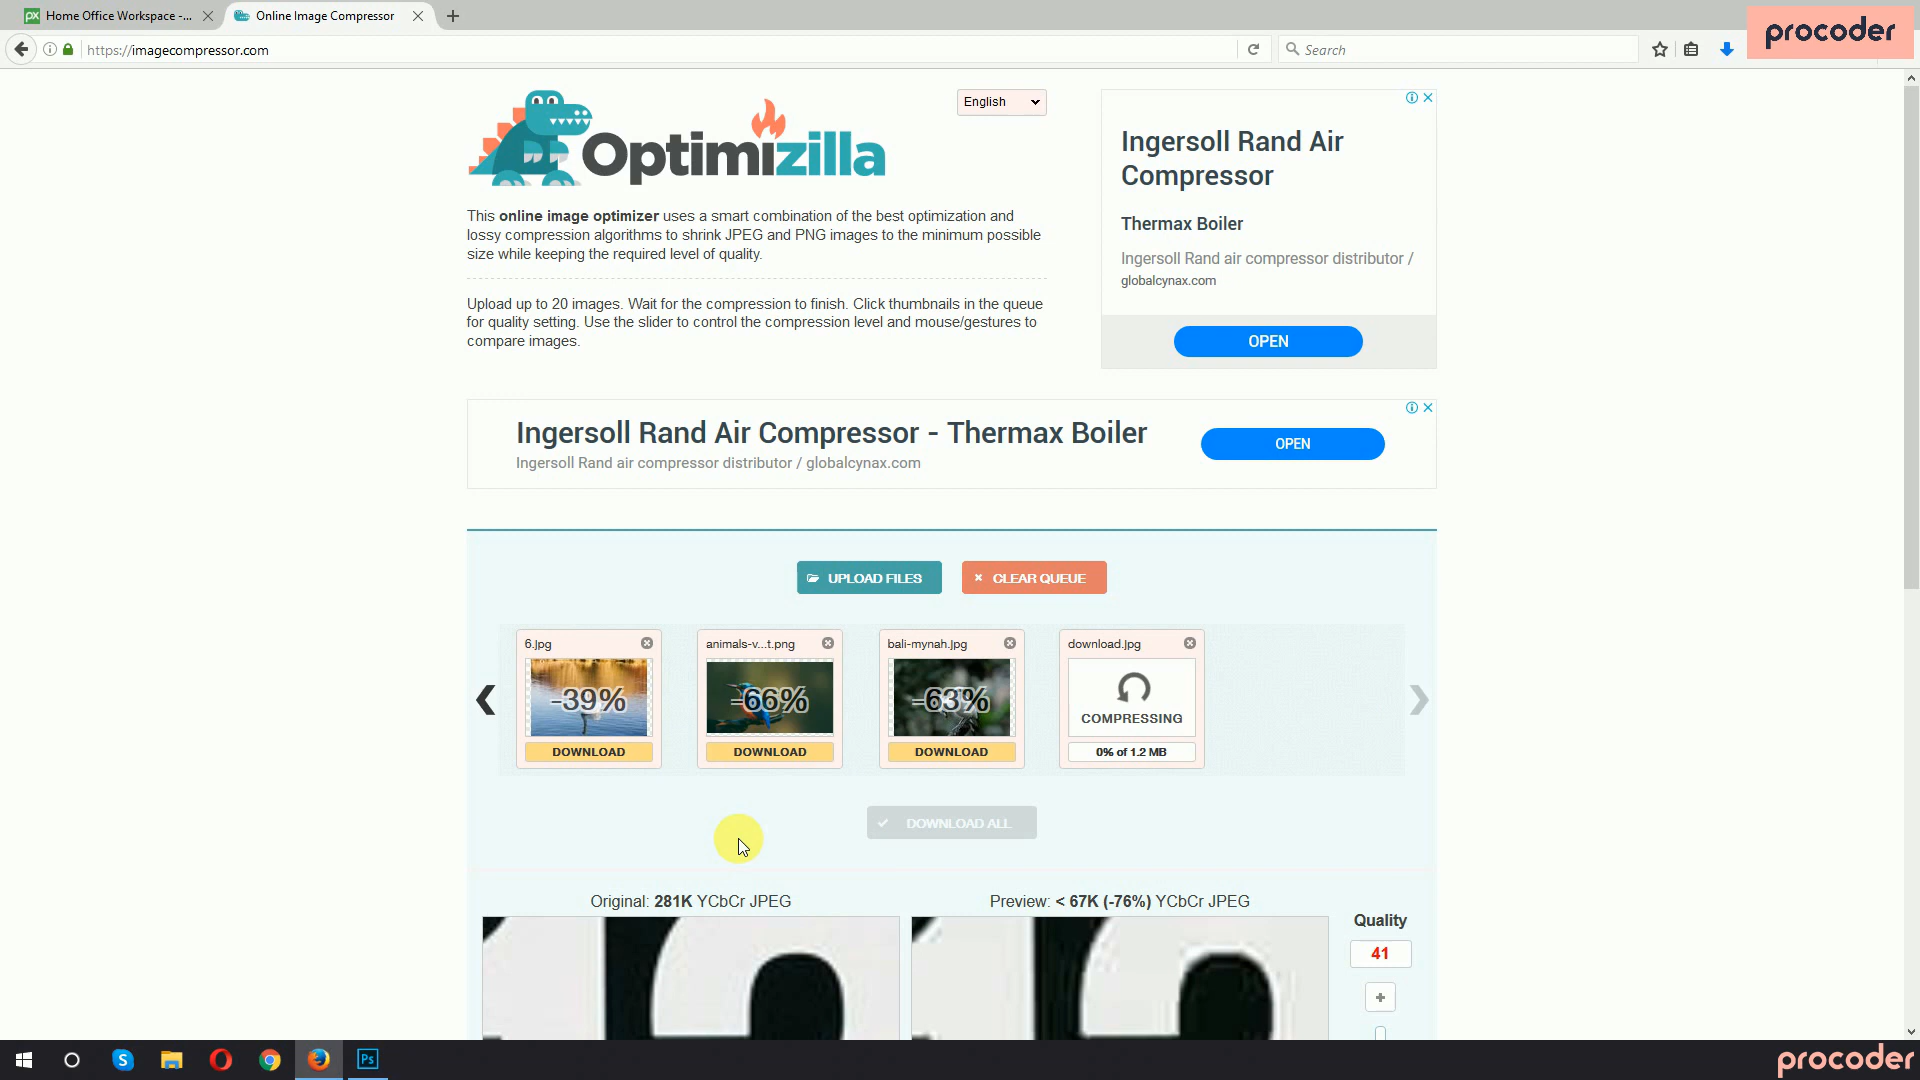 Home Office Workspace -...
Online Image Compressor
procoder
https://imagecompressor.com
Search
Optimizilla
English
This online image optimizer uses a smart combination of the best optimization and
lossy compression algorithms to shrink JPEG and PNG images to the minimum possible
size while keeping the required level of quality.
Upload up to 20 images. Wait for the compression to finish. Click thumbnails in the queue
for quality setting. Use the slider to control the compression level and mouse/gestures to
compare images.
Ingersoll Rand Air
Compressor
Thermax Boiler
Ingersoll Rand air compressor distributor /
globalcynax.com
OPEN
Ingersoll Rand Air Compressor - Thermax Boiler
Ingersoll Rand air compressor distributor / globalcynax.com
OPEN
UPLOAD FILES
CLEAR QUEUE
6.jpg
-39%
DOWNLOAD
animals-v...t.png
-66%
DOWNLOAD
bali-mynah.jpg
-63%
DOWNLOAD
download.jpg
COMPRESSING
0% of 1.2 MB
DOWNLOAD ALL
Original: 281K YCbCr JPEG
Preview: < 67K (-76%) YCbCr JPEG
Quality
41
procoder